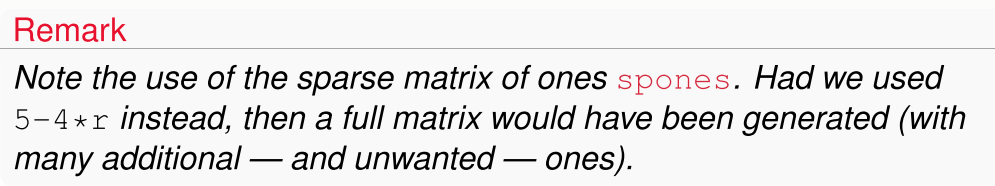 Remark
Note the use of the sparse matrix of ones spones. Had we used
5-4*r instead, then a full matrix would have been generated (with
many additional — and unwanted — ones).